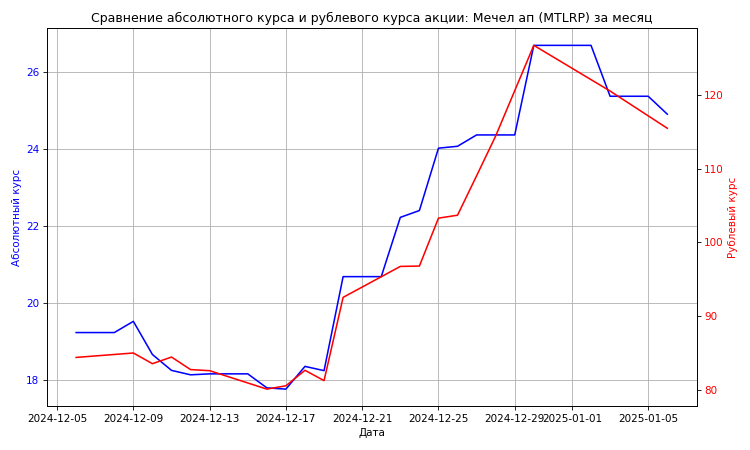 Сравнение абсолютного курса и рублевого курса акции: Мечел ап (MTLRP) за месяц
26
24
22
20
18
Абсолютный курс
120
110
100
90
80
Рублевый курс
2024-12-05 2024-12-09 2024-12-13 2024-12-17 2024-12-21 2024-12-25 2024-12-29 2025-01-01 2025-01-05
Дата